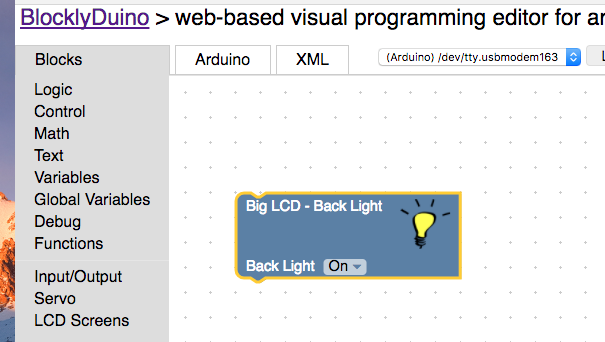 BlocklyDuino > web-based visual programming editor for
Blocks
Arduino
XML
(Arduino) /dev/tty.usbmodem163
Logic
Control
Math
Text
Variables
Global Variables
Debug
Functions
Input/Output
Servo
LCD Screens
Big LCD - Back Light
Back Light On